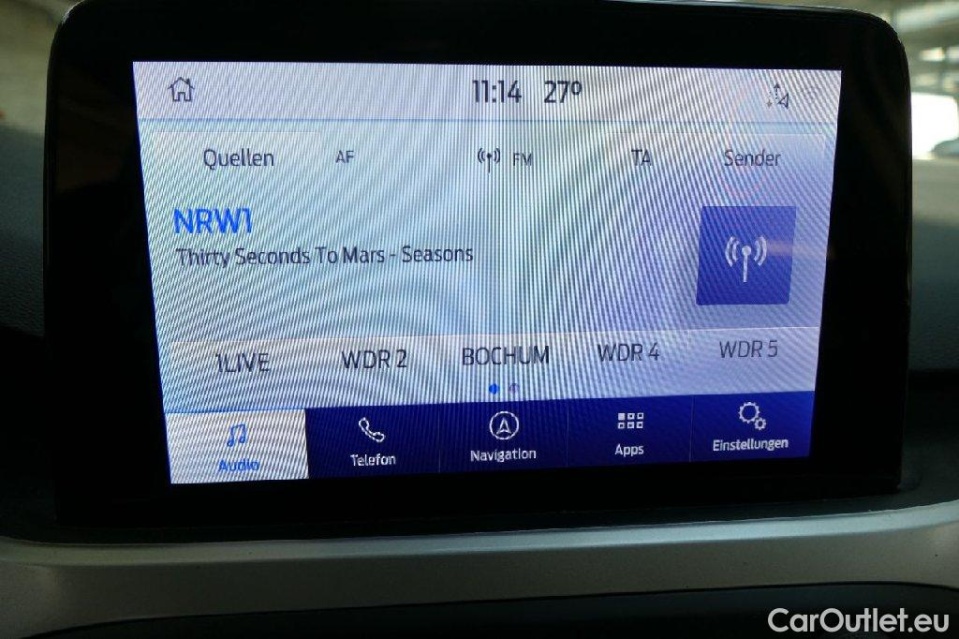 11:14 27º
Quellen AF FM TA Sender
NRW1
Thirty Seconds To Mars - Seasons
1LIVE WDR 2 BOCHUM WDR 4 WDR 5
Audio Telefon Navigation Apps Einstellungen
CarOutlet.eu